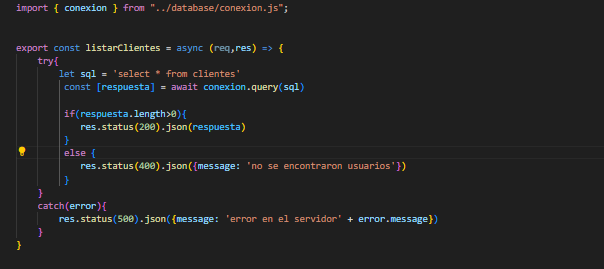 import { conexion } from "../database/conexion.js";
export const listarClientes = async (req,res) => {
try{
let sql = 'select * from clientes'
const [respuesta] = await conexion.query(sql)
if(respuesta.length>0){
res.status(200).json(respuesta)
}
else {
res.status(400).json({message: 'no se encontraron usuarios'})
}
}
catch(error){
res.status(500).json({message: 'error en el servidor' + error.message})
}
}